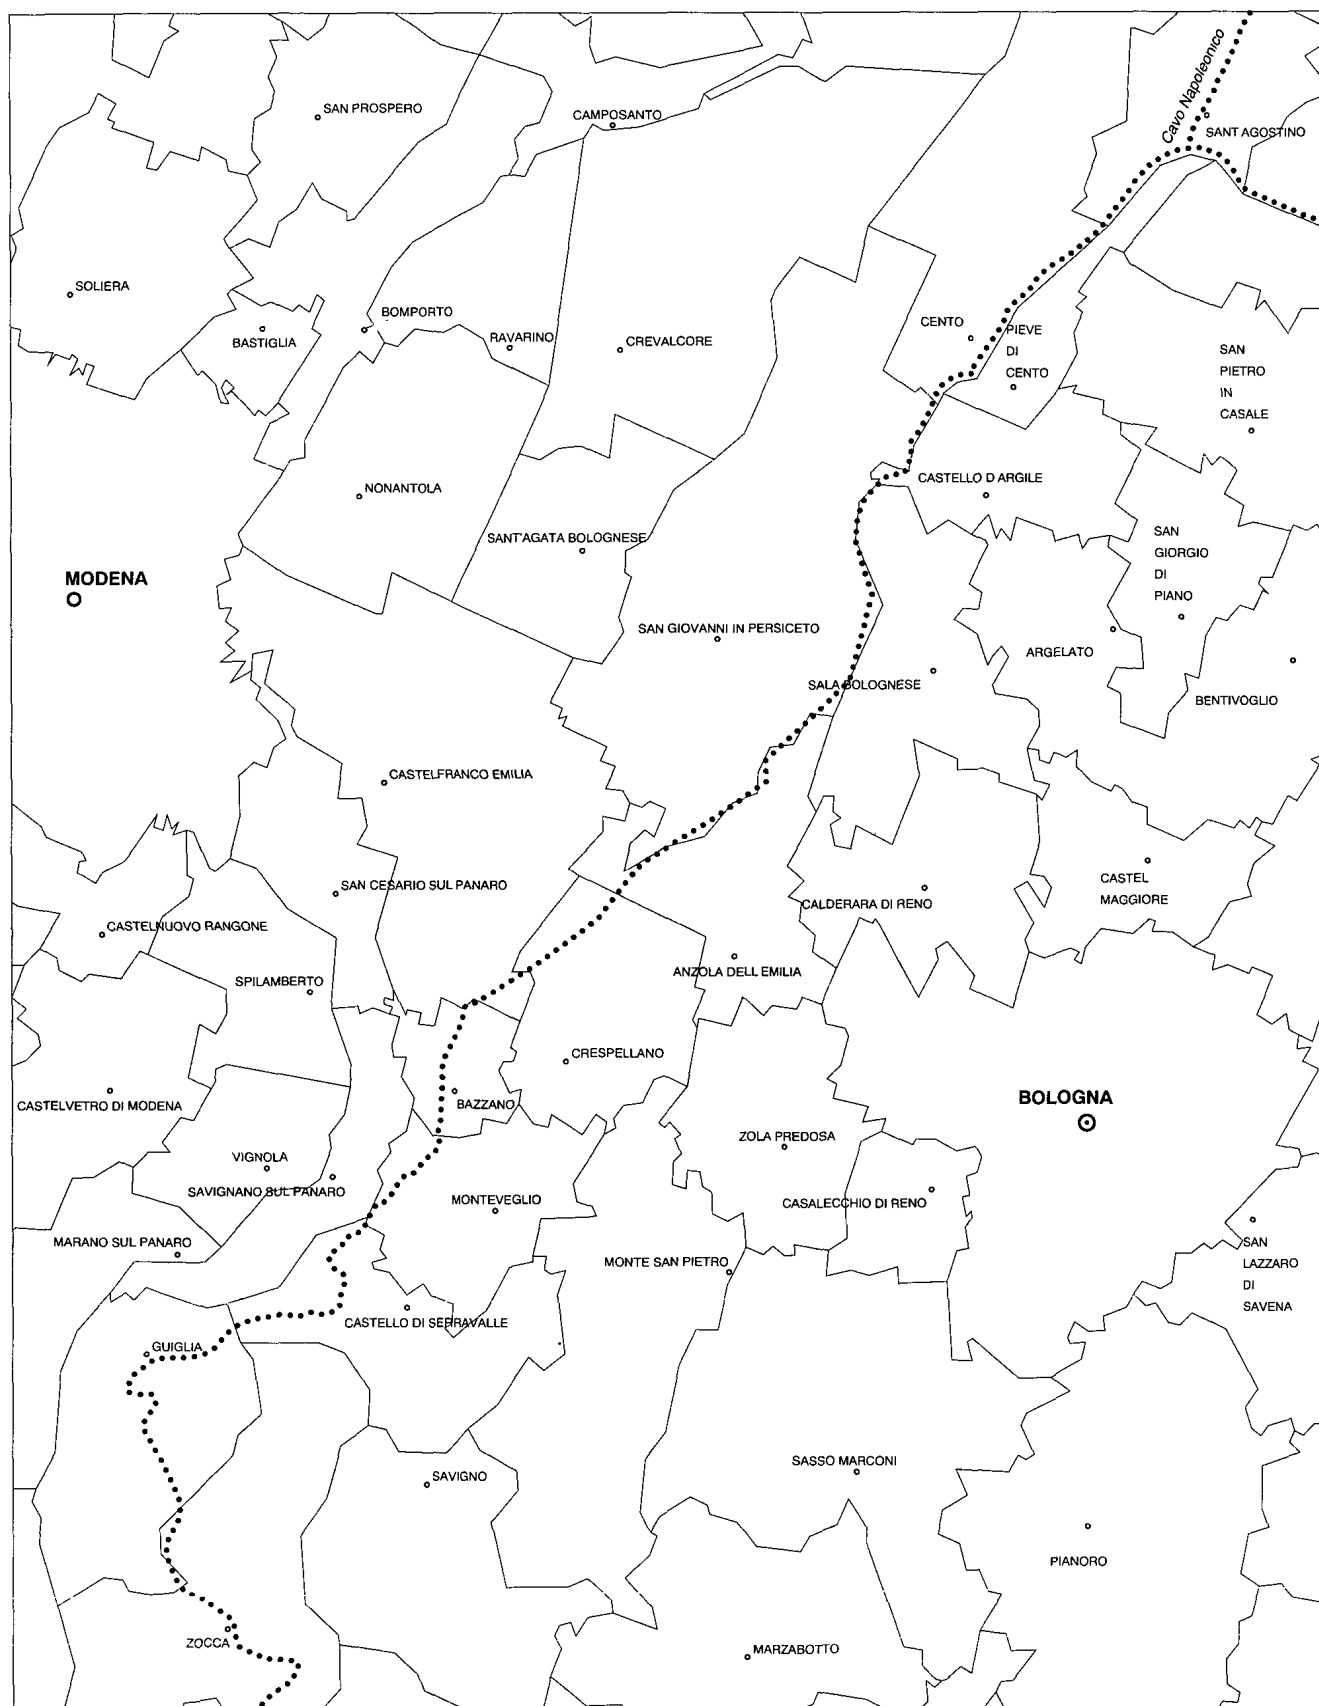 Cavo Napoleonico
SAN PROSPERO
CAMPOSANTO
SANT AGOSTINO
SOLIERA
BOMPORTO
BASTIGLIA
RAVARINO
CREVALCORE
CENTO
PIEVE
DI
CENTO
SAN
PIETRO
IN
CASALE
NONANTOLA
CASTELLO D ARGILE
SANT'AGATA BOLOGNESE
SAN
GIORGIO
DI
PIANO
MODENA
SAN GIOVANNI IN PERSICETO
ARGELATO
SALA BOLOGNESE
BENTIVOGLIO
CASTELFRANCO EMILIA
SAN CESARIO SUL PANARO
CALDERARA DI RENO
CASTEL
MAGGIORE
CASTELNUOVO RANGONE
SPILAMBERTO
ANZOLA DELL EMILIA
CRESPELLANO
CASTELVETRO DI MODENA
BAZZANO
BOLOGNA
ZOLA PREDOSA
VIGNOLA
SAVIGNANO SUL PANARO
MONTEVEGLIO
CASALECCHIO DI RENO
MARANO SUL PANARO
MONTE SAN PIETRO
SAN
LAZZARO
DI
SAVENA
CASTELLO DI SERRAVALLE
GUIGLIA
SAVIGNO
SASSO MARCONI
PIANORO
ZOCCA
MARZABOTTO